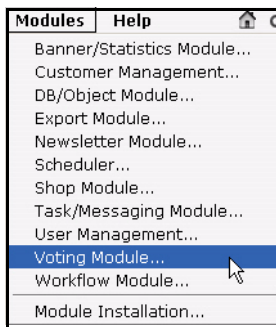 Modules Help
Banner/Statistics Module...
Customer Management...
DB/Object Module...
Export Module...
Newsletter Module...
Scheduler...
Shop Module...
Task/Messaging Module...
User Management...
Voting Module...
Workflow Module...
Module Installation...